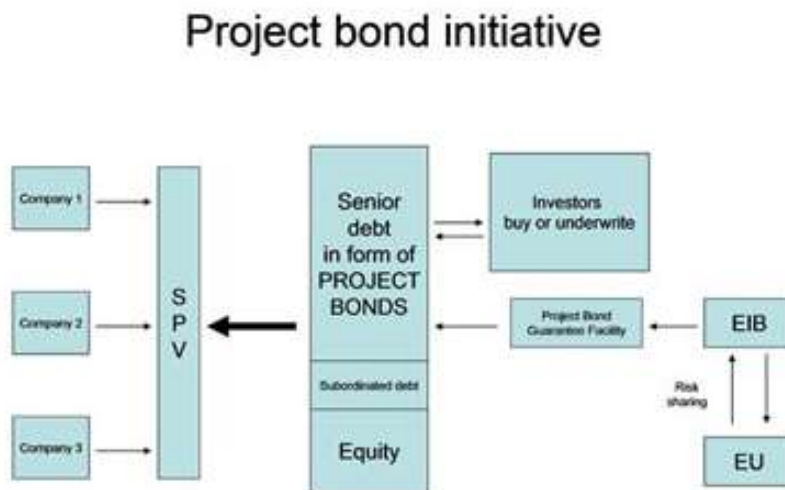 Project bond initiative
Company 1
Company 2
Company 3
S
P
V
Senior
debt
in form of
PROJECT
BONDS
Subordinated debt
Equity
Investors
buy or underwrite
Project Bond
Guarantee Facility
EIB
Risk
sharing
EU